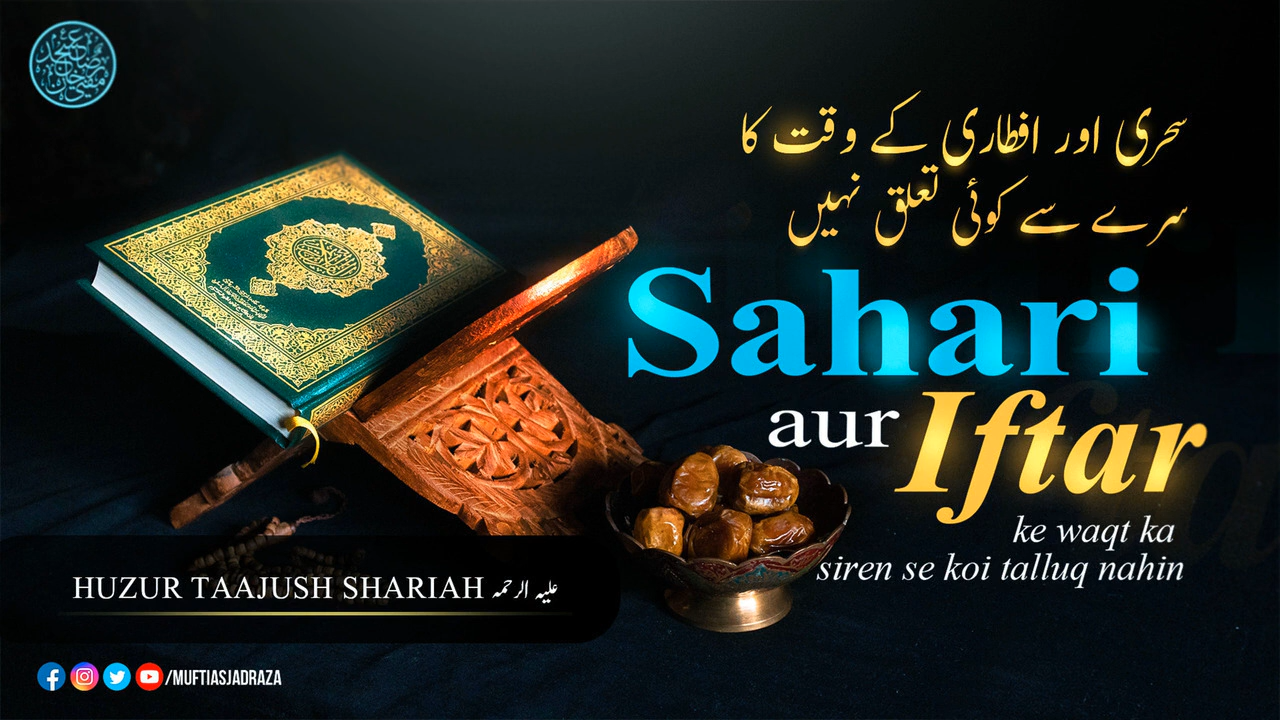 سحری اور افطاری کے وقت کا
سرے سے کوئی تعلق نہیں
Sahari
aur Iftar
ke waqt ka
siren se koi talluq nahin
HUZUR TAAJUSH SHARIAH علیہ الرحمہ
/MUFTIASJADRAZA